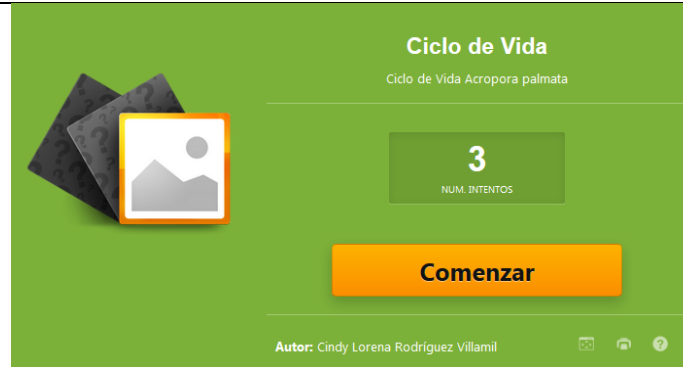 Ciclo de Vida
Ciclo de Vida Acropora palmata
3
NUM. INTENTOS
Comenzar
Autor: Cindy Lorena Rodríguez Villamil